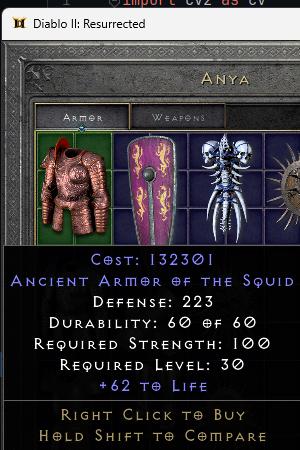 import cv2 as cv
Diablo II: Resurrected
Anya
Armor
Weapons
Cost: 132301
Ancient Armor of the Squid
Defense: 223
Durability: 60 of 60
Required Strength: 100
Required Level: 30
+62 to Life
Right Click to Buy
Hold Shift to Compare